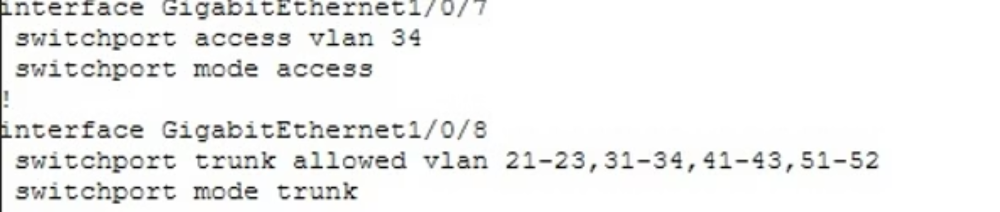 interface GigabitEthernet1/0/7
switchport access vlan 34
switchport mode access
!
interface GigabitEthernet1/0/8
switchport trunk allowed vlan 21-23,31-34,41-43,51-52
switchport mode trunk